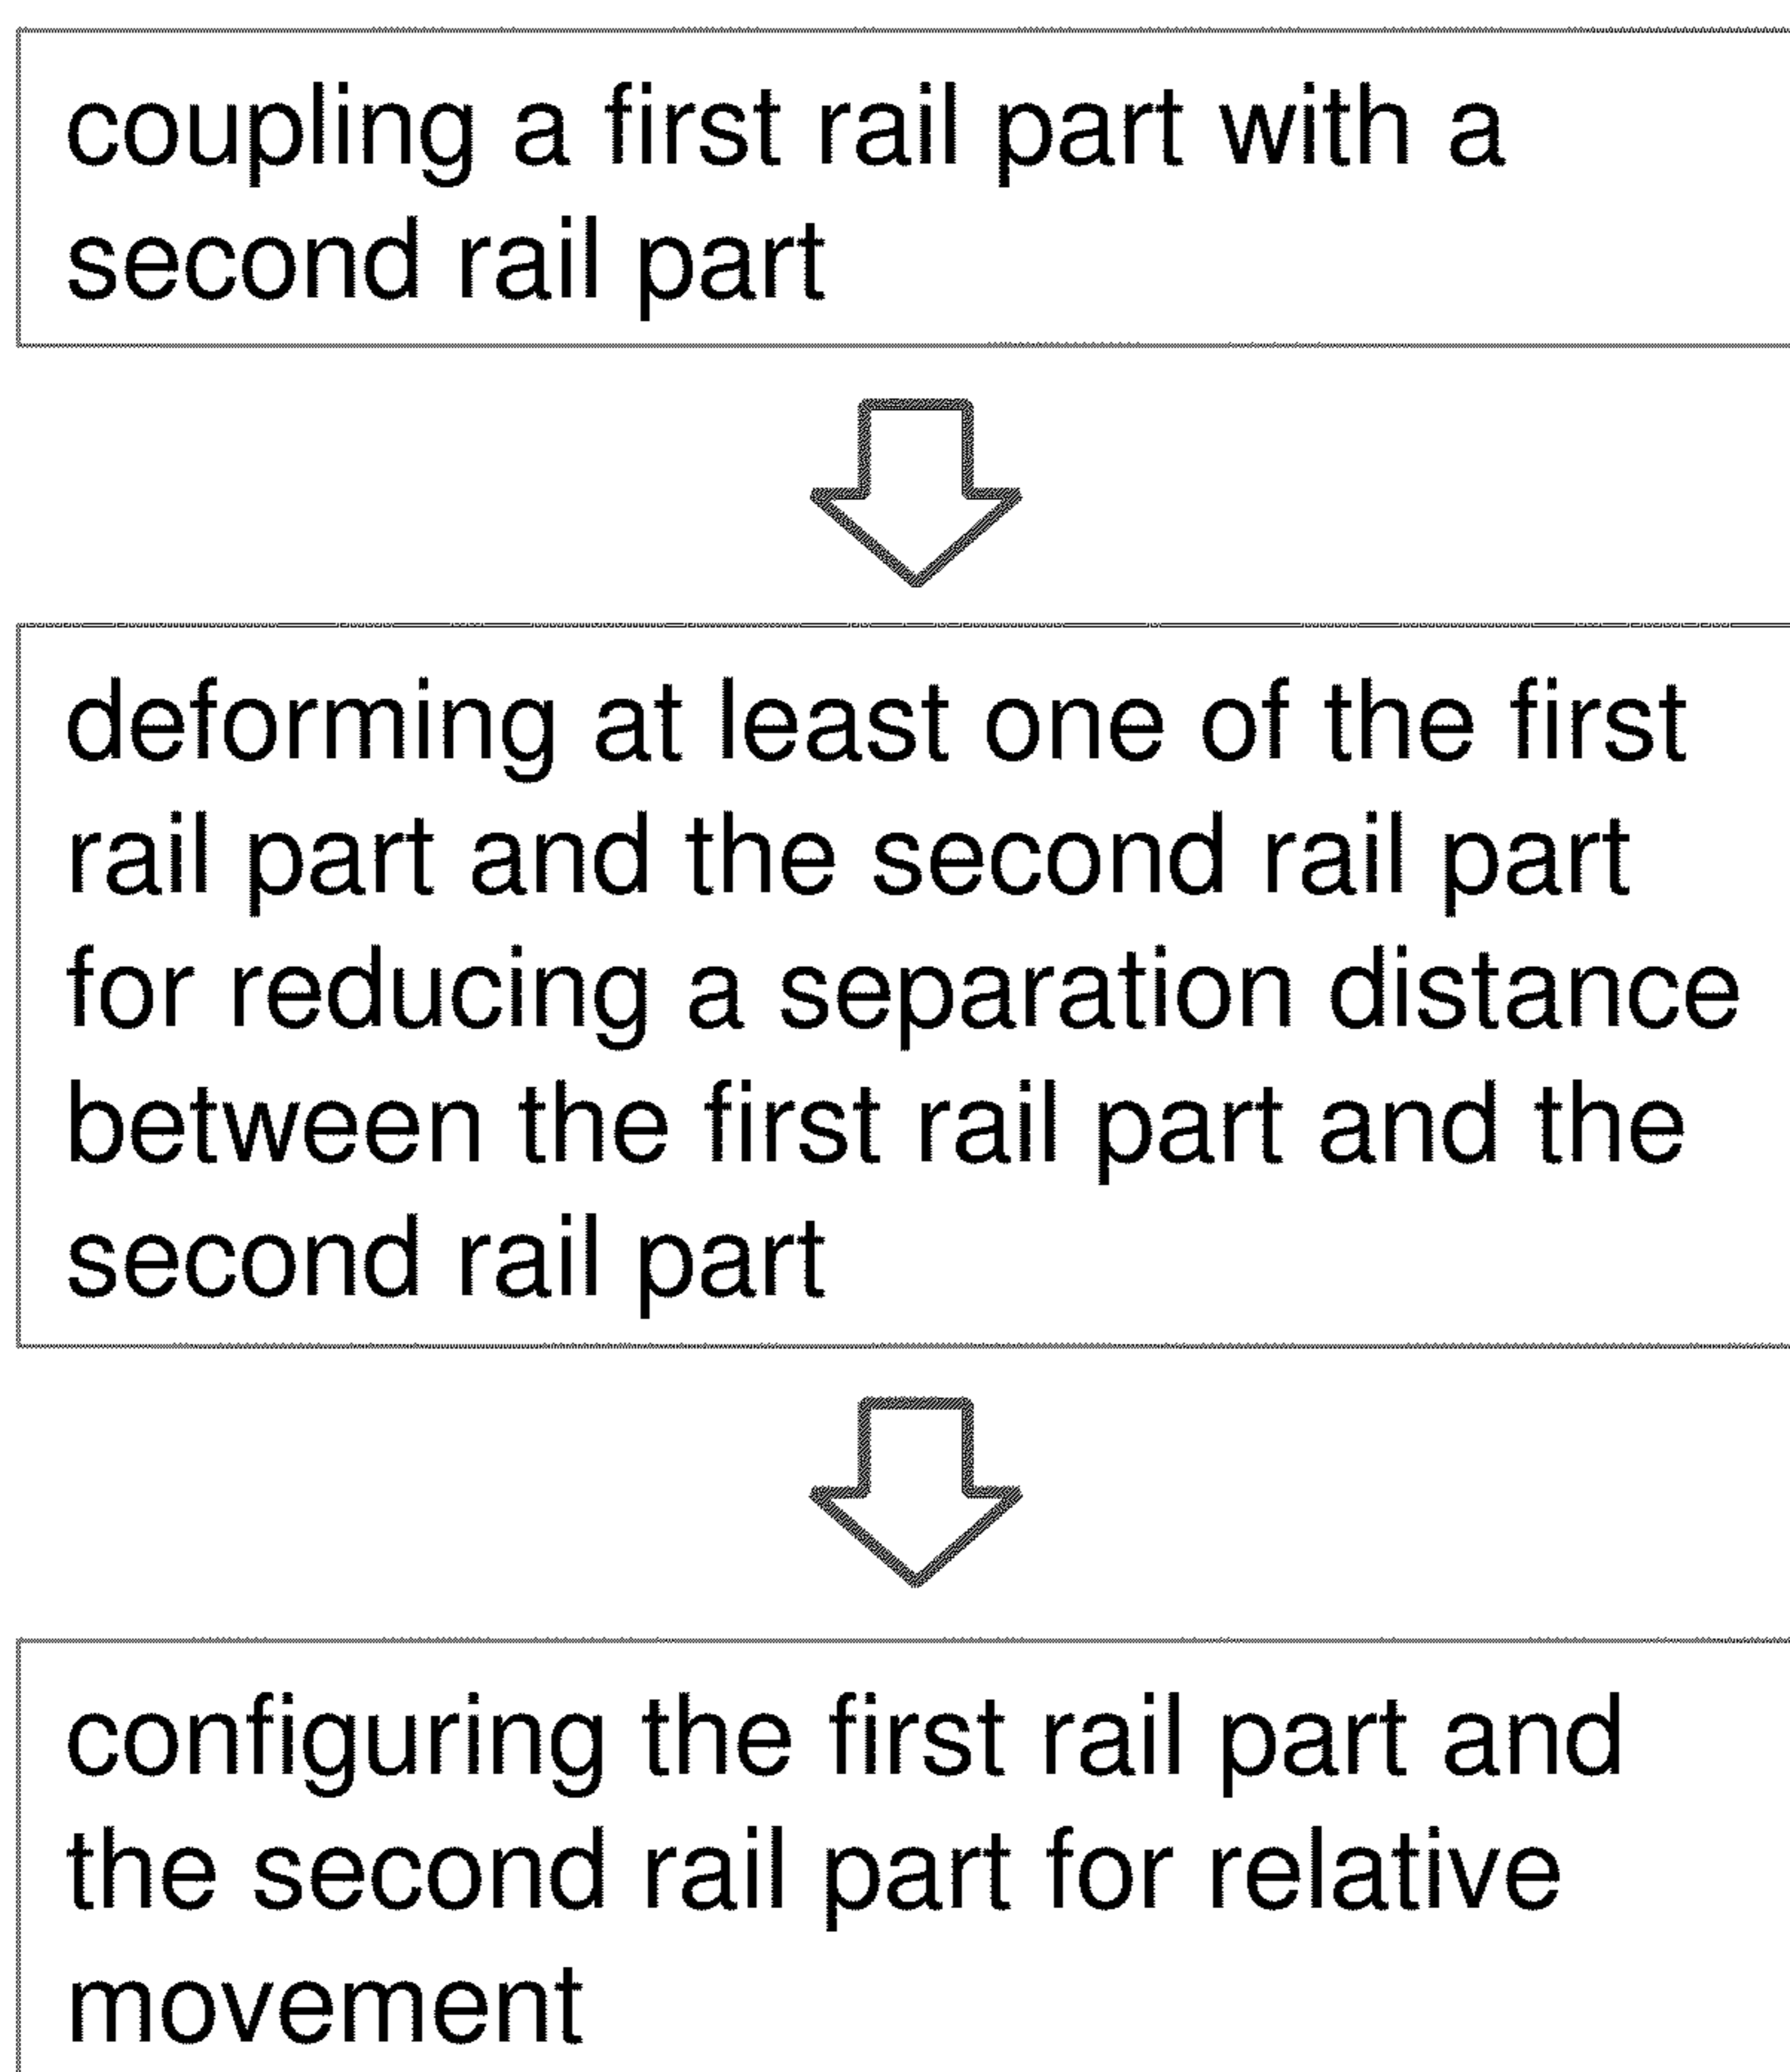 coupling a first rail part with a
second rail part
deforming at least one of the first
rail part and the second rail part
for reducing a separation distance
between the first rail part and the
second rail part
configuring the first rail part and
the second rail part for relative
movement